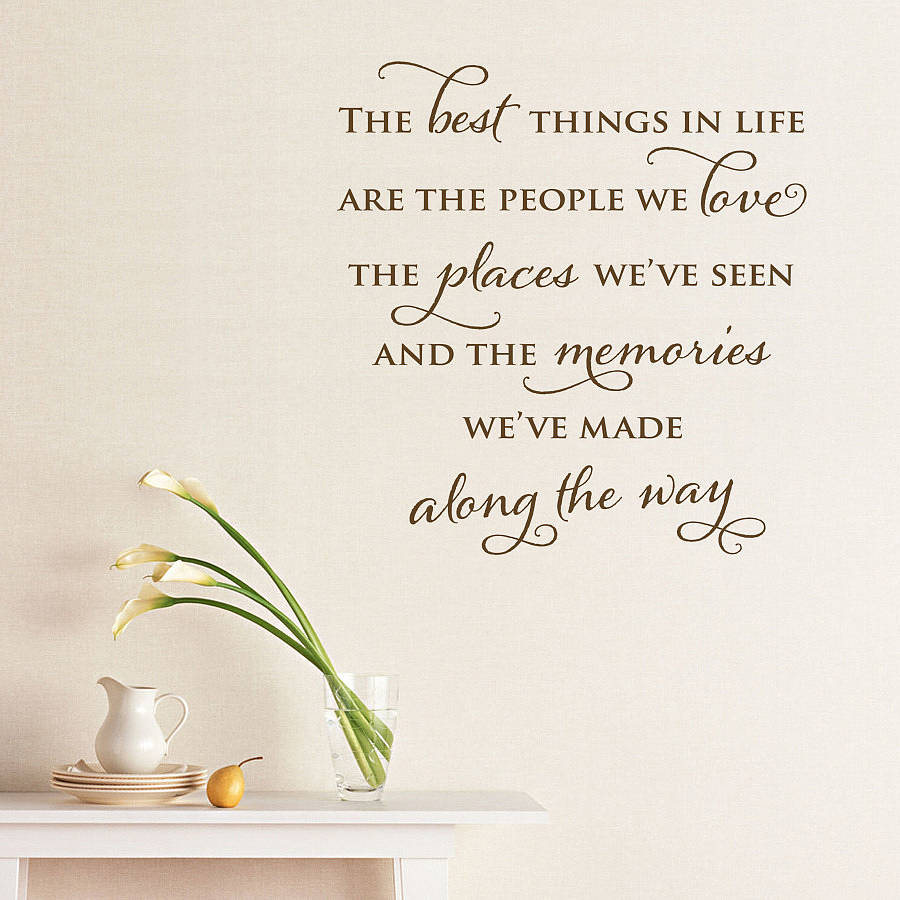 The best things in life
are the people we love
the places we've seen
and the memories
we've made
along the way